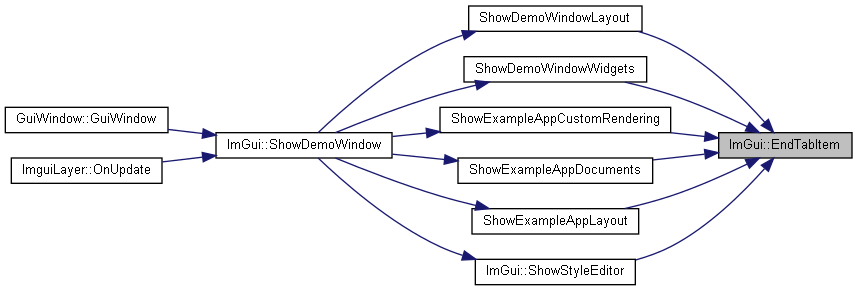 ShowDemoWindowLayout
ShowDemoWindowWidgets
GuiWindow::GuiWindow
ShowExampleAppCustomRendering
ImGui::ShowDemoWindow
ImGui::EndTabItem
ImguiLayer::OnUpdate
ShowExampleAppDocuments
ShowExampleAppLayout
ImGui::ShowStyleEditor